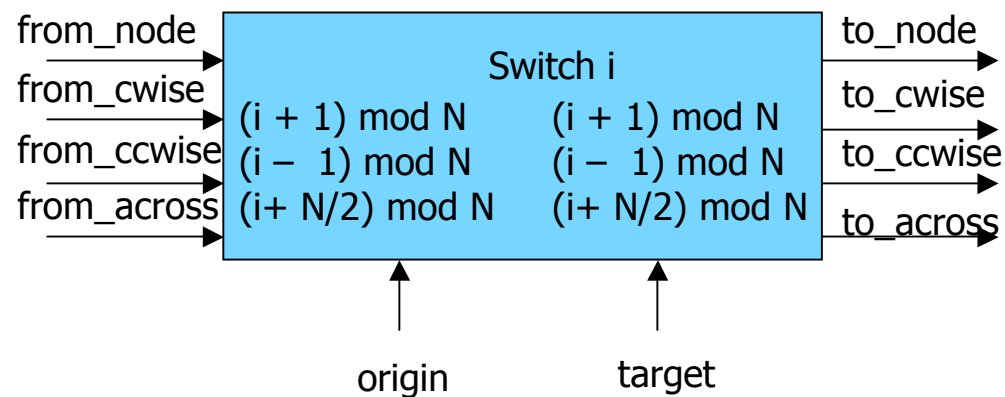 from_node
from_cwise
from_ccwise
from_across
Switch i
(i + 1) mod N (i + 1) mod N
(i – 1) mod N (i – 1) mod N
(i+ N/2) mod N (i+ N/2) mod N
to_node
to_cwise
to_ccwise
to_across
origin target